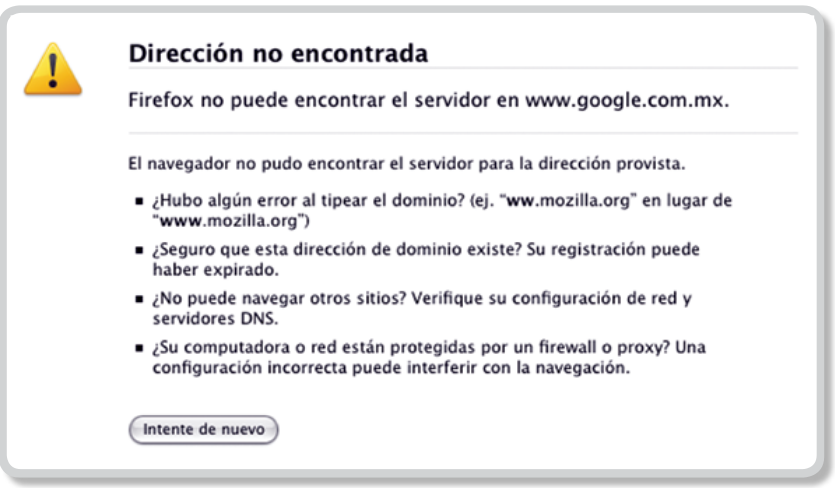 Dirección no encontrada
Firefox no puede encontrar el servidor en www.google.com.mx.
El navegador no pudo encontrar el servidor para la dirección provista.
▪ ¿Hubo algún error al tipear el dominio? (ej. “ww.mozilla.org” en lugar de
“www.mozilla.org”)
▪ ¿Seguro que esta dirección de dominio existe? Su registración puede
haber expirado.
▪ ¿No puede navegar otros sitios? Verifique su configuración de red y
servidores DNS.
▪ ¿Su computadora o red están protegidas por un firewall o proxy? Una
configuración incorrecta puede interferir con la navegación.
Intente de nuevo